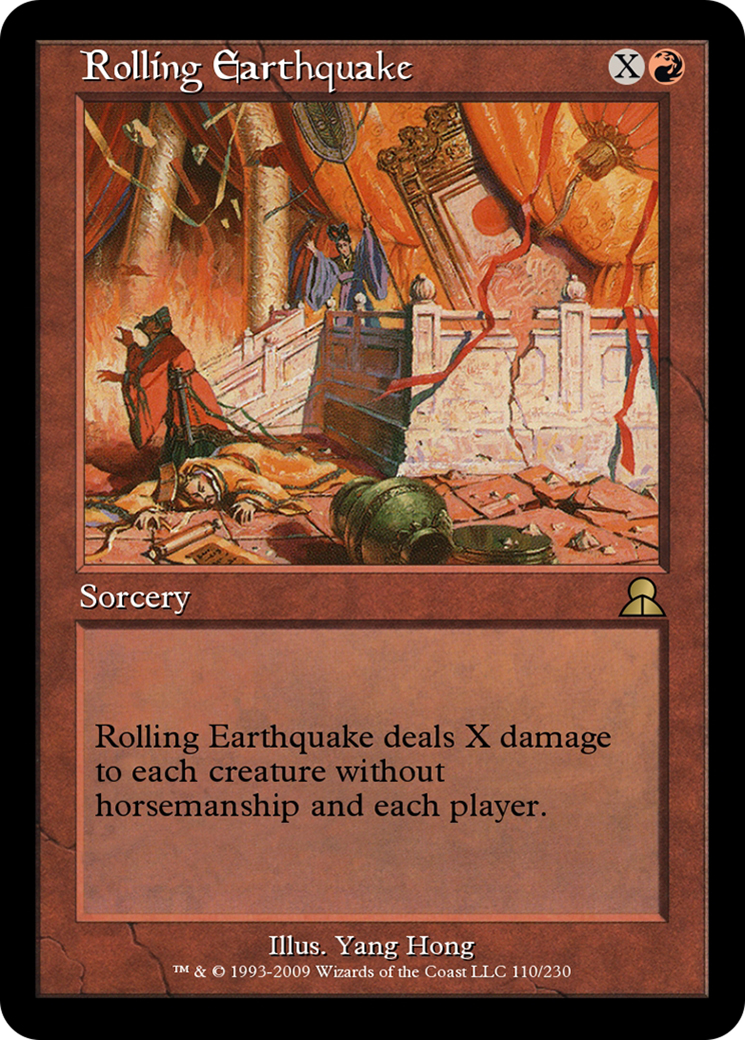 Rolling Earthquake X
Sorcery
Rolling Earthquake deals X damage
to each creature without
horsemanship and each player.
Illus. Yang Hong
™ & © 1993-2009 Wizards of the Coast LLC 110/230